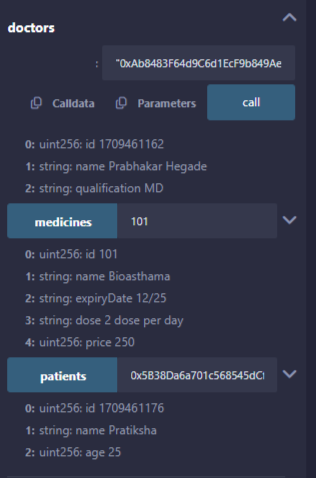 doctors
: "0xAb8483F64d9C6d1EcF9b849Ae
Calldata Parameters call
0: uint256: id 1709461162
1: string: name Prabhakar Hegade
2: string: qualification MD
medicines 101
0: uint256: id 101
1: string: name Bioasthama
2: string: expiryDate 12/25
3: string: dose 2 dose per day
4: uint256: price 250
patients 0x5B38Da6a701c568545dCf
0: uint256: id 1709461176
1: string: name Pratiksha
2: uint256: age 25